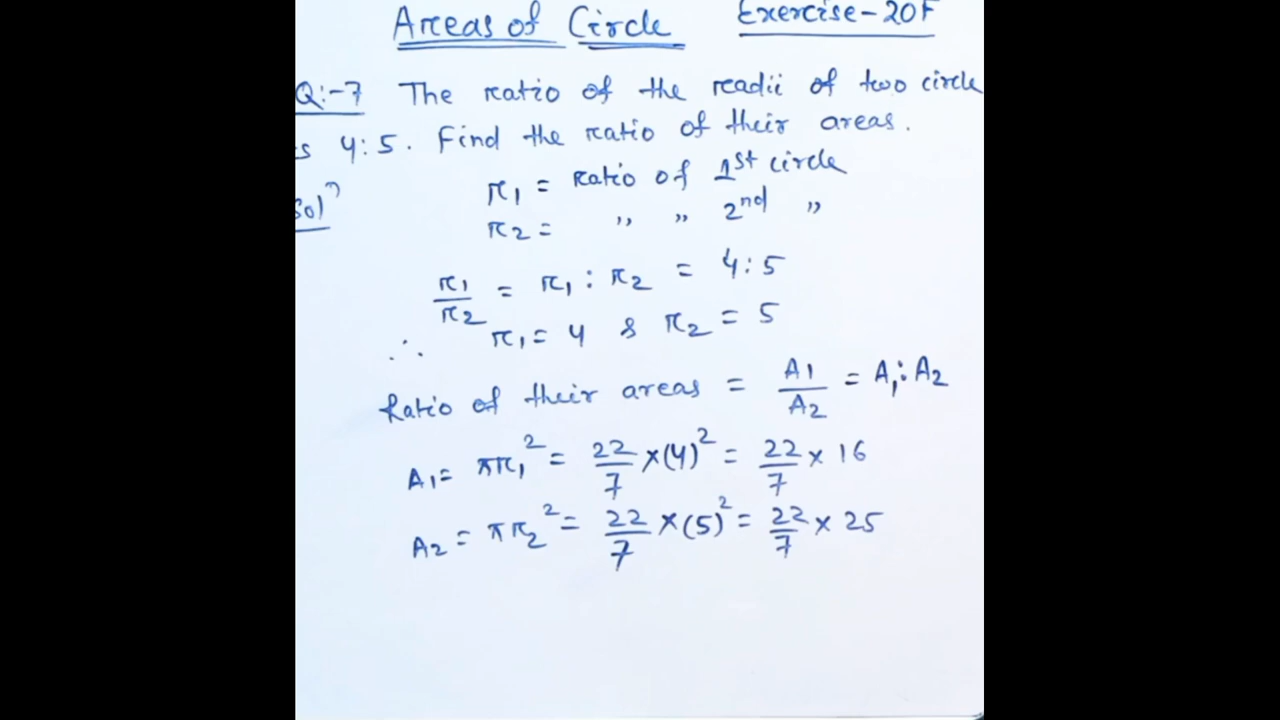 Areas of Circle Exercise-20F
Q:-7 The ratio of the radii of two circle
s 4:5. Find the ratio of their areas.
Solⁿ
r₁ = ratio of 1st circle
r₂ = ,, ,, 2nd ,,
r₁/r₂ = r₁ : r₂ = 4:5
∴ r₁ = 4 & r₂ = 5
Ratio of their areas = A₁/A₂ = A₁:A₂
A₁ = πr₁² = 22/7 × (4)² = 22/7 × 16
A₂ = πr₂² = 22/7 × (5)² = 22/7 × 25